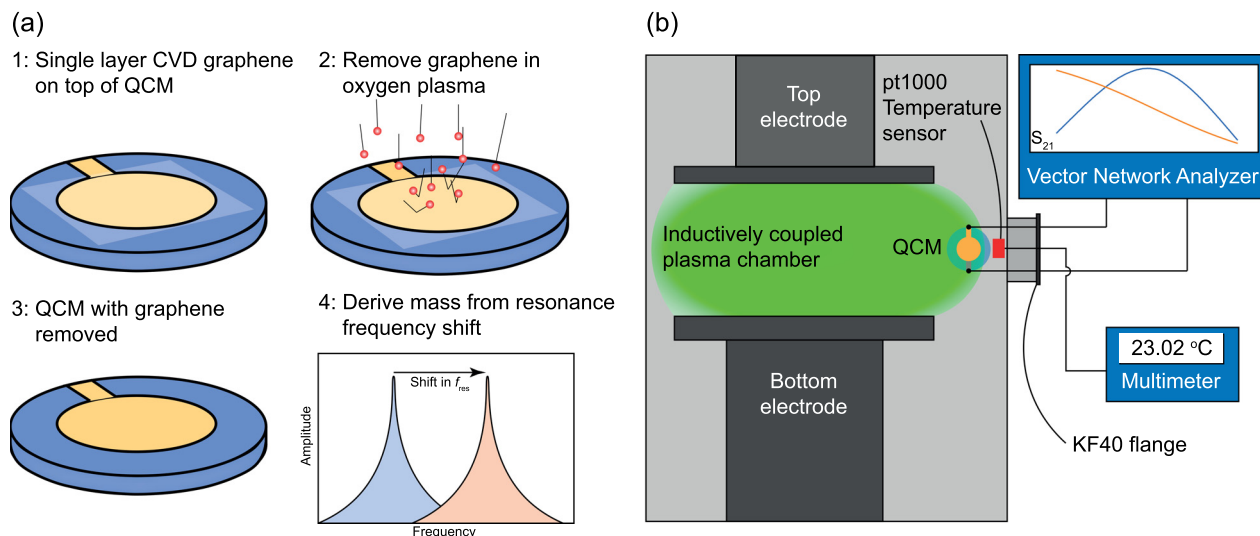 (a)
1: Single layer CVD graphene
on top of QCM
2: Remove graphene in
oxygen plasma
3: QCM with graphene
removed
4: Derive mass from resonance
frequency shift
Shift in fres
Amplitude
Frequency
(b)
Top
electrode
pt1000
Temperature
sensor
S21
Vector Network Analyzer
Inductively coupled
plasma chamber
QCM
Bottom
electrode
23.02 °C
Multimeter
KF40 flange